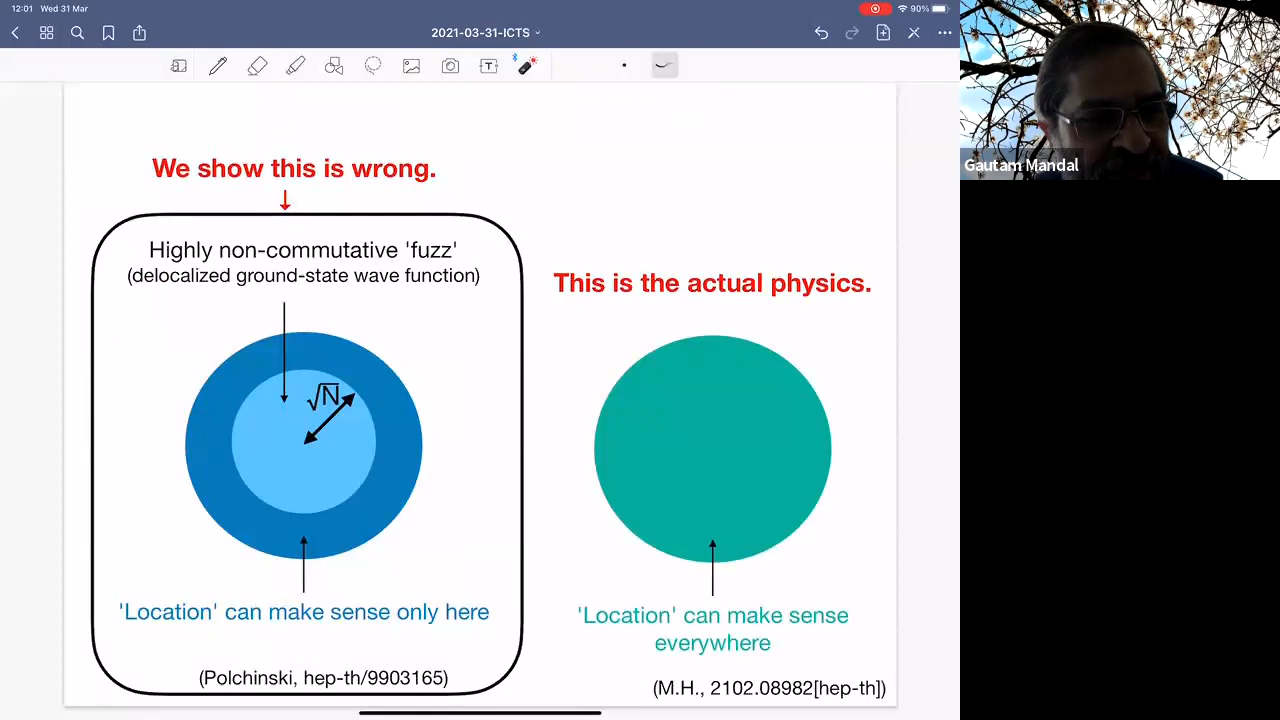 12:01 Wed 31 Mar
90%
2021-03-31-ICTS
T
Gautam Mandal
We show this is wrong.
Highly non-commutative 'fuzz'
(delocalized ground-state wave function)
√N
'Location' can make sense only here
(Polchinski, hep-th/9903165)
This is the actual physics.
'Location' can make sense
everywhere
(M.H., 2102.08982[hep-th])